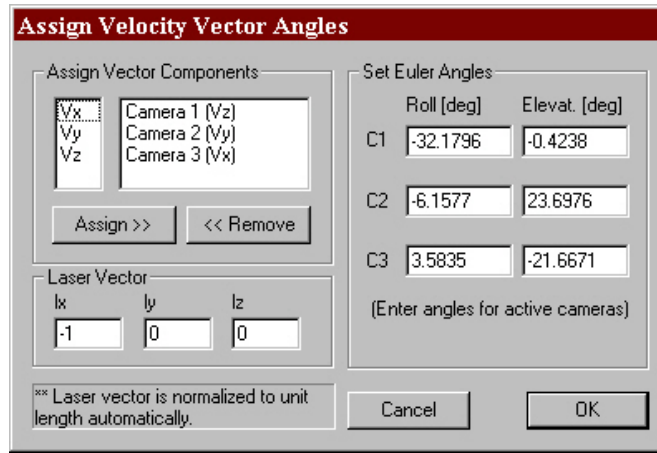 Assign Velocity Vector Angles
Assign Vector Components
Vx
Vy
Vz
Camera 1 (Vz)
Camera 2 (Vy)
Camera 3 (Vx)
Assign >>
<< Remove
Laser Vector
Ix
Iy
Iz
-1
0
0
** Laser vector is normalized to unit
length automatically.
Set Euler Angles
Roll [deg] Elevat. [deg]
C1 -32.1796 -0.4238
C2 -6.1577 23.6976
C3 3.5835 -21.6671
(Enter angles for active cameras)
Cancel
OK